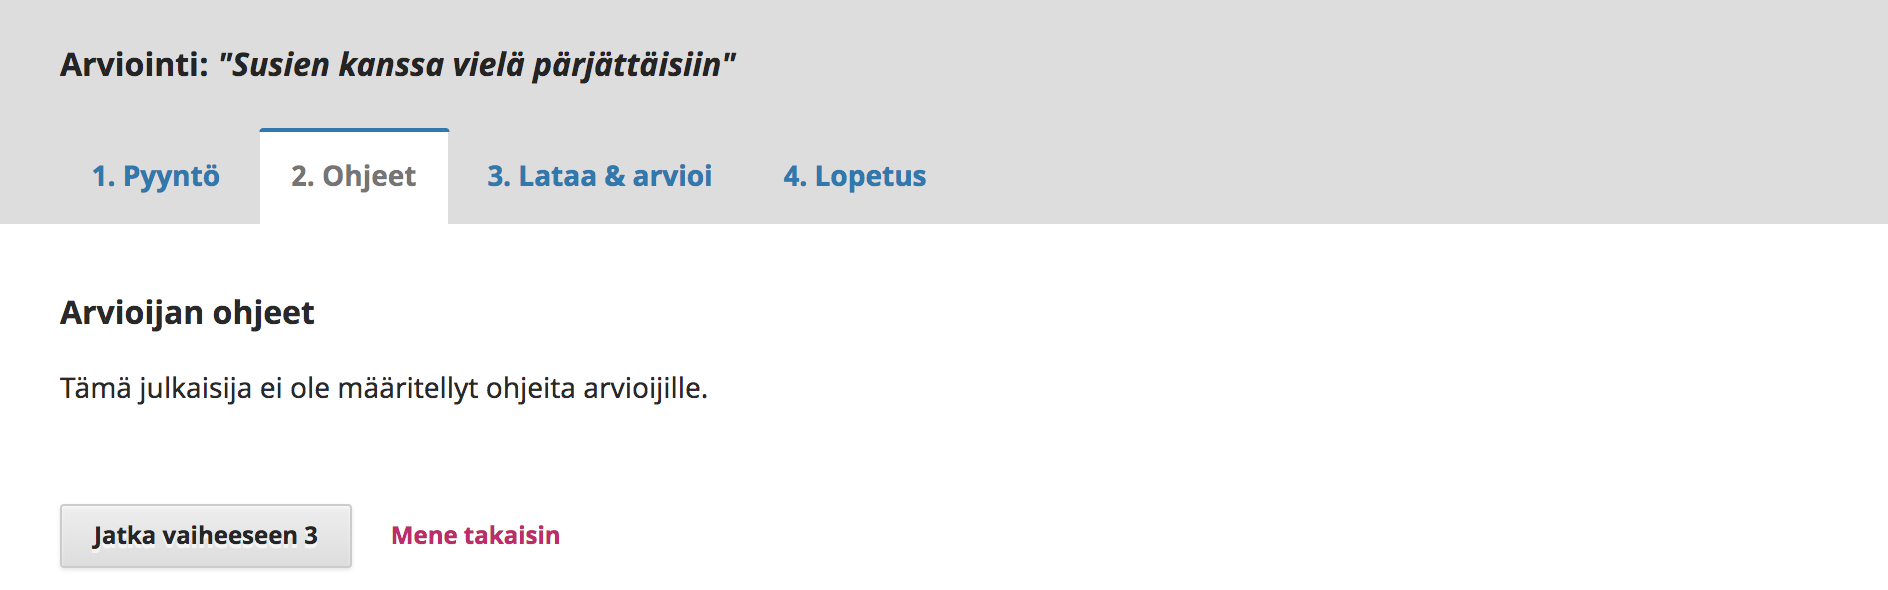 Arviointi: "Susien kanssa vielä pärjättäisiin"
1. Pyyntö 2. Ohjeet 3. Lataa & arvioi 4. Lopetus
Arvioijan ohjeet
Tämä julkaisija ei ole määritellyt ohjeita arvioijille.
Jatka vaiheeseen 3 Mene takaisin